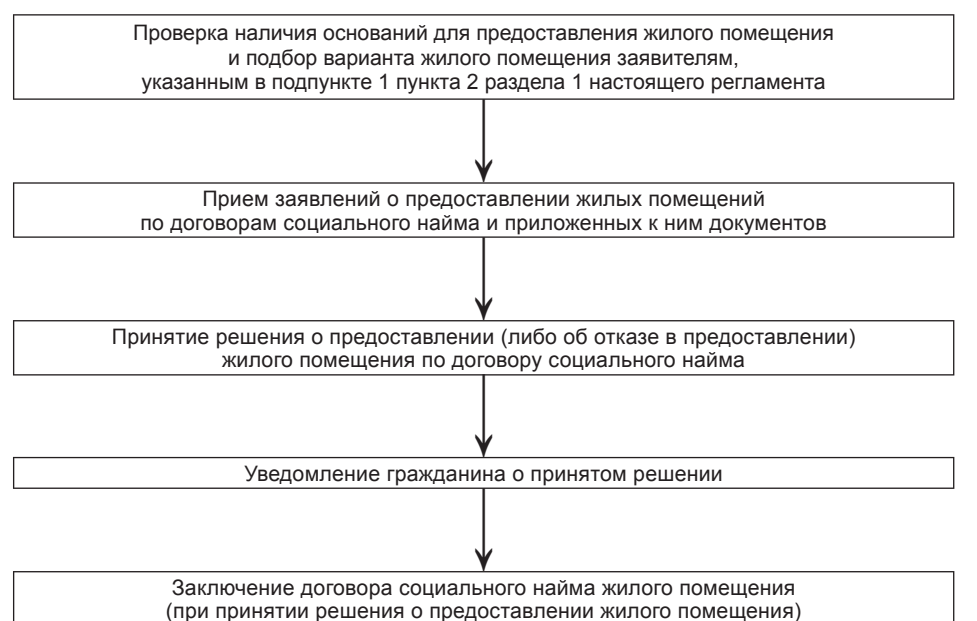 Проверка наличия оснований для предоставления жилого помещения
и подбор варианта жилого помещения заявителям,
указанным в подпункте 1 пункта 2 раздела 1 настоящего регламента
Прием заявлений о предоставлении жилых помещений
по договорам социального найма и приложенных к ним документов
Принятие решения о предоставлении (либо об отказе в предоставлении)
жилого помещения по договору социального найма
Уведомление гражданина о принятом решении
Заключение договора социального найма жилого помещения
(при принятии решения о предоставлении жилого помещения)